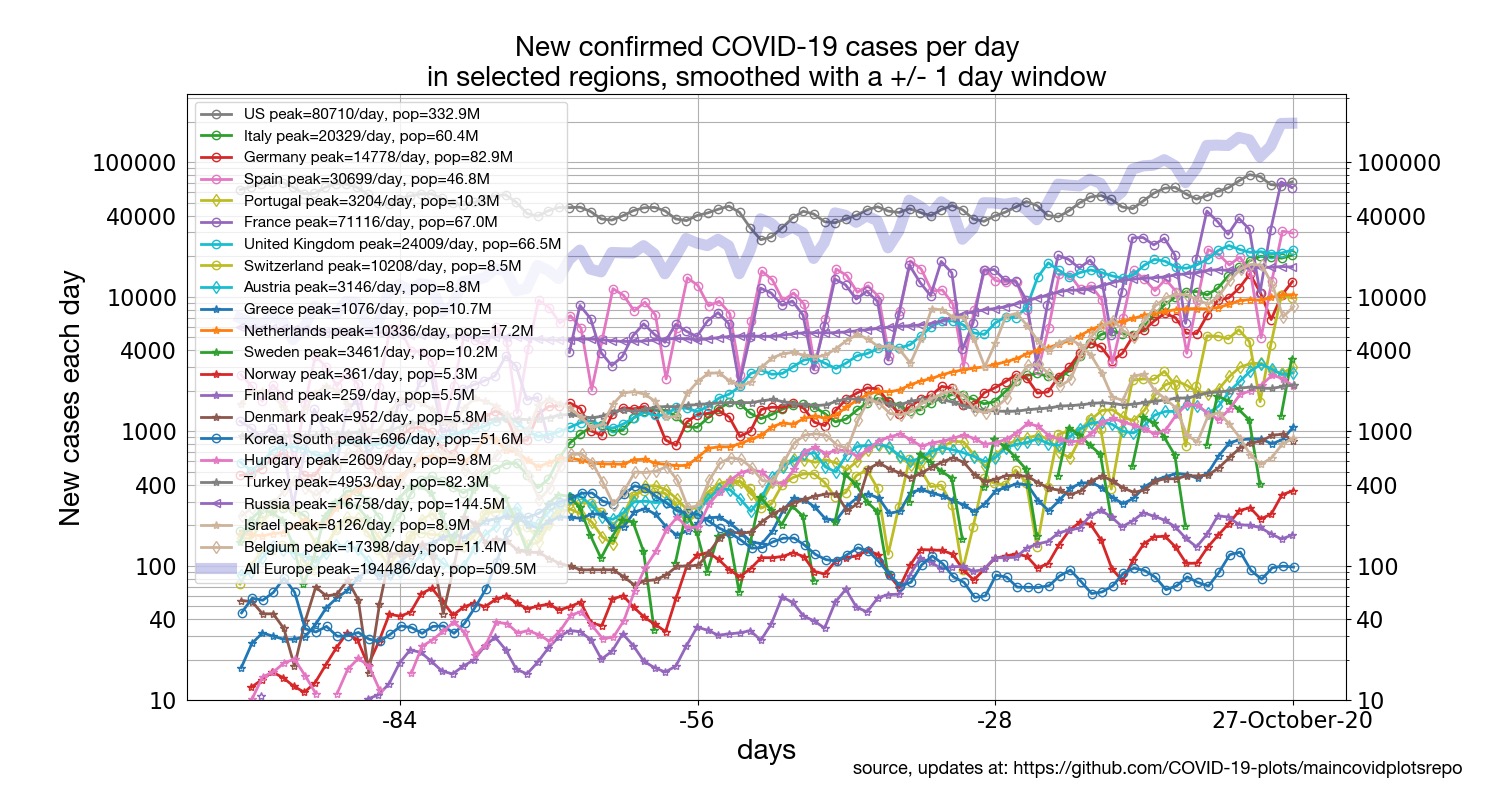 New confirmed COVID-19 cases per day
in selected regions, smoothed with a +/- 1 day window
US peak=80710/day, pop=332.9M
Italy peak=20329/day, pop=60.4M
Germany peak=14778/day, pop=82.9M
Spain peak=30699/day, pop=46.8M
Portugal peak=3204/day, pop=10.3M
France peak=71116/day, pop=67.0M
United Kingdom peak=24009/day, pop=66.5M
Switzerland peak=10208/day, pop=8.5M
Austria peak=3146/day, pop=8.8M
Greece peak=1076/day, pop=10.7M
Netherlands peak=10336/day, pop=17.2M
Sweden peak=3461/day, pop=10.2M
Norway peak=361/day, pop=5.3M
Finland peak=259/day, pop=5.5M
Denmark peak=952/day, pop=5.8M
Korea, South peak=696/day, pop=51.6M
Hungary peak=2609/day, pop=9.8M
Turkey peak=4953/day, pop=82.3M
Russia peak=16758/day, pop=144.5M
Israel peak=8126/day, pop=8.9M
Belgium peak=17398/day, pop=11.4M
All Europe peak=194486/day, pop=509.5M
New cases each day
100000
40000
10000
4000
1000
400
100
40
10
100000
40000
10000
4000
1000
400
100
40
10
-84
-56
-28
27-October-20
days
source, updates at: https://github.com/COVID-19-plots/maincovidplotsrepo